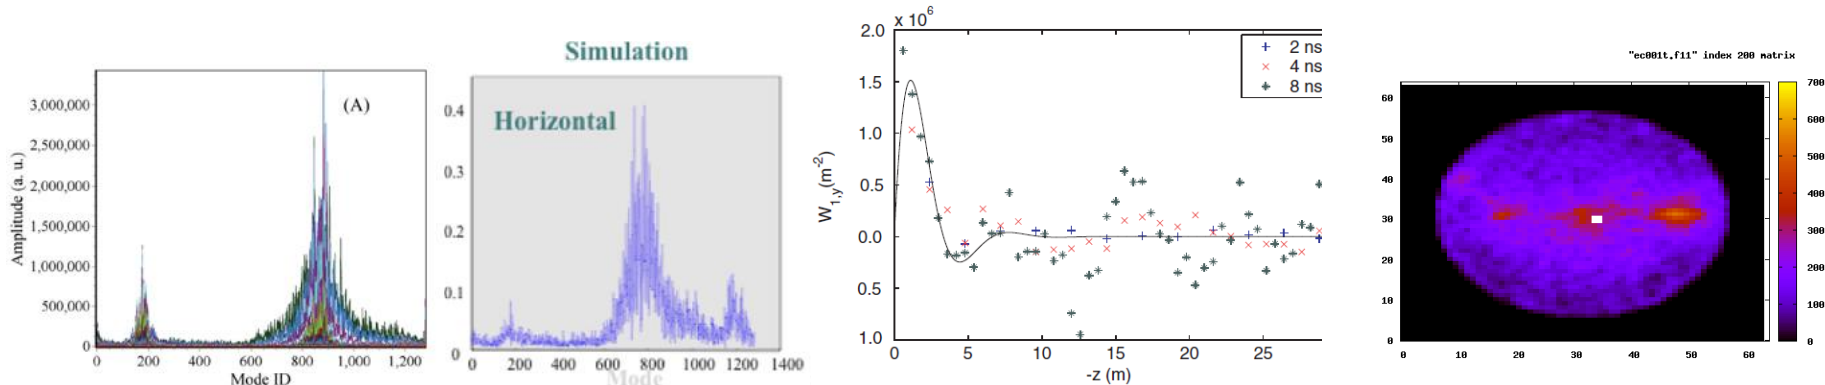 3,000,000
2,500,000
2,000,000
1,500,000
1,000,000
500,000
0
Amplitude (a. u.)
(A)
0 200 400 600 800 1,000 1,200
Mode ID
Simulation
Horizontal
0.4
0.3
0.2
0.1
0
0 200 400 600 800 1000 1200 1400
Mode
x 10^6
2.0
1.5
1.0
0.5
0.0
0.5
1.0
W1,y(m-2)
2 ns
4 ns
8 ns
0 5 10 15 20 25
-z (m)
"ec001t.f11" index 200 matrix
60
50
40
30
20
10
0
0 10 20 30 40 50 60
700
600
500
400
300
200
100
0